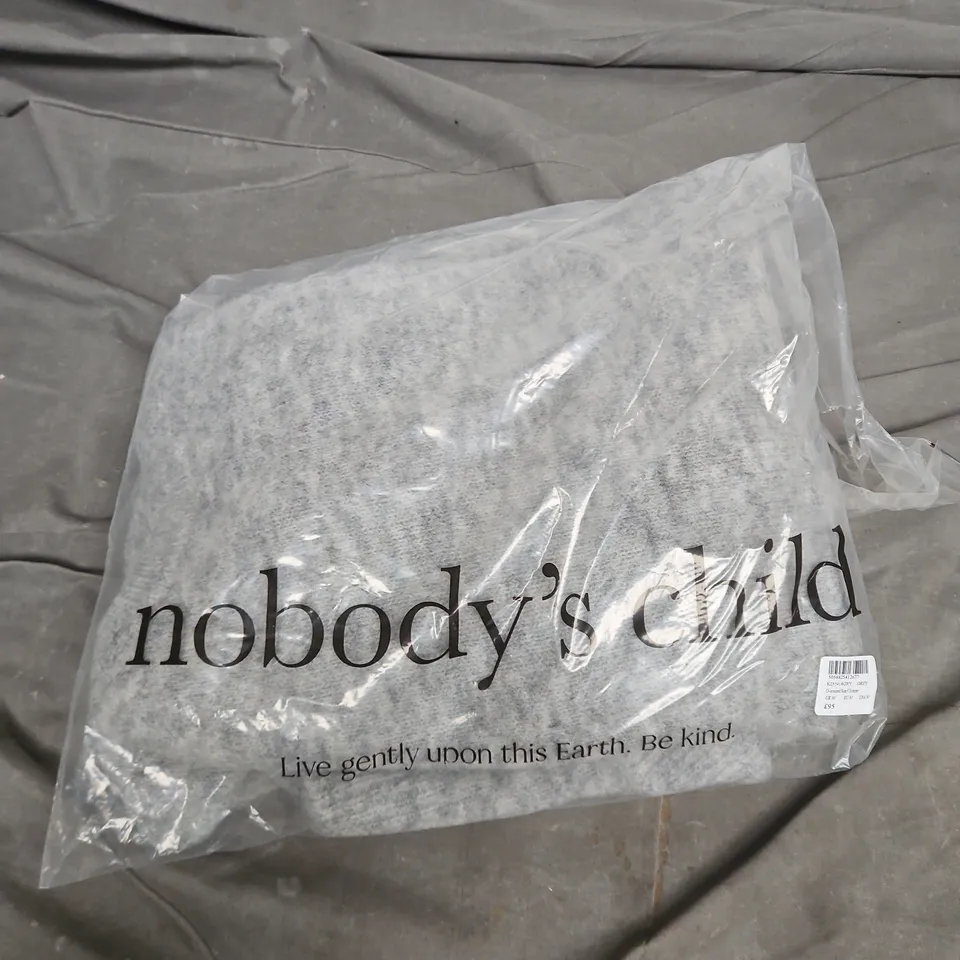 nobody's child
Live gently upon this Earth. Be kind.
£95